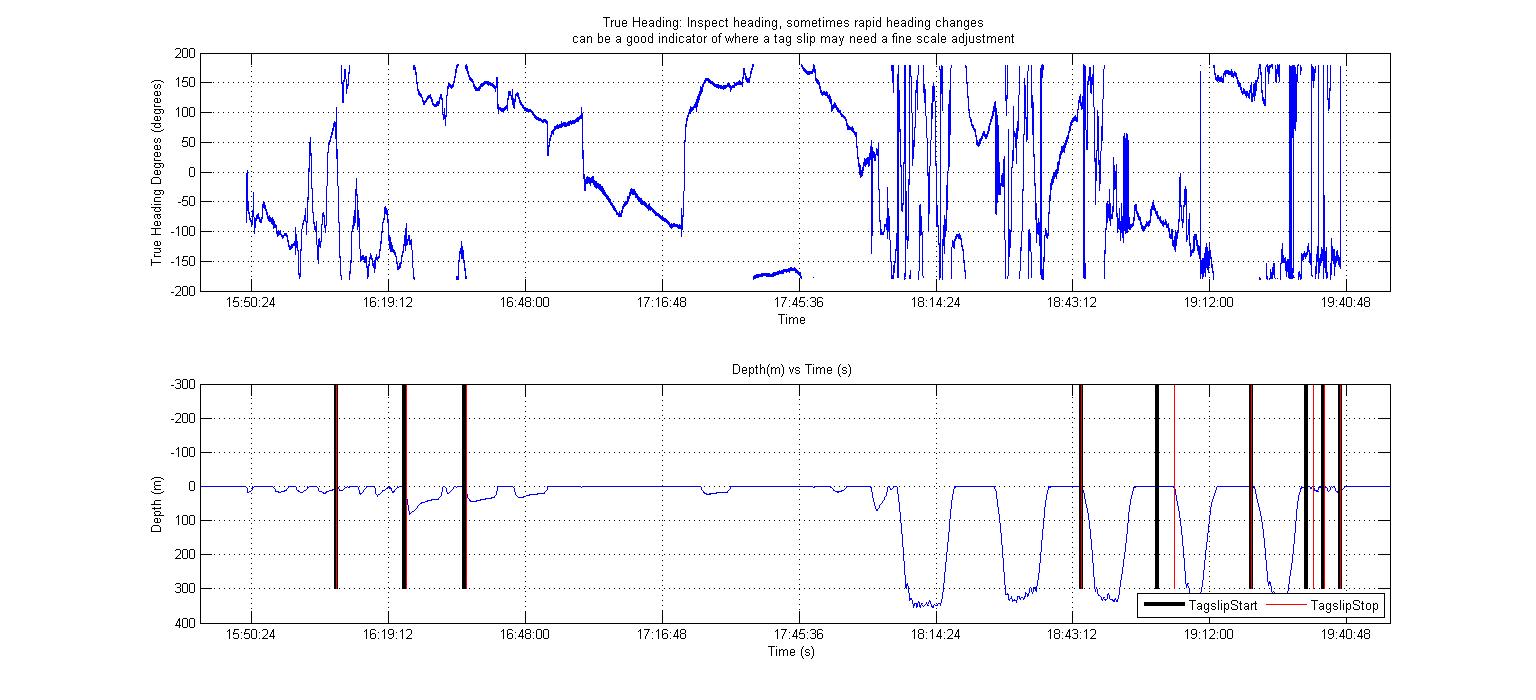 True Heading: Inspect heading, sometimes rapid heading changes
can be a good indicator of where a tag slip may need a fine scale adjustment
True Heading Degrees (degrees)
200
150
100
50
0
-50
-100
-150
-200
15:50:24 16:19:12 16:48:00 17:16:48 17:45:36 18:14:24 18:43:12 19:12:00 19:40:48
Time
Depth(m) vs Time (s)
Depth (m)
-300
-200
-100
0
100
200
300
400
TagslipStart TagslipStop
15:50:24 16:19:12 16:48:00 17:16:48 17:45:36 18:14:24 18:43:12 19:12:00 19:40:48
Time (s)